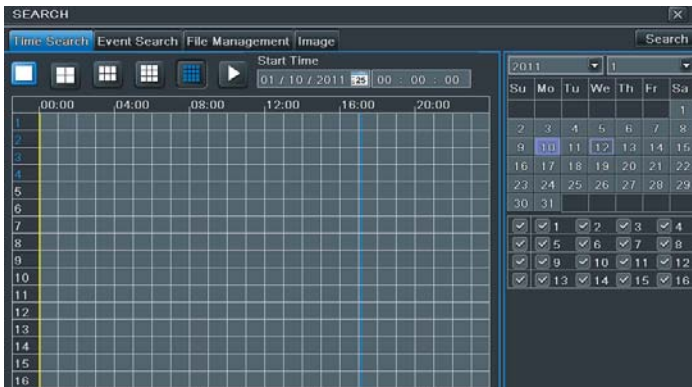 SEARCH
Time Search Event Search File Management Image Search
Start Time
01 / 10 / 2011 25 00 : 00 : 00
2011 1
Su Mo Tu We Th Fr Sa
1
2 3 4 5 6 7 8
9 10 11 12 13 14 15
16 17 18 19 20 21 22
23 24 25 26 27 28 29
30 31
00:00 04:00 08:00 12:00 16:00 20:00
1
2
3
4
5
6
7
8
9
10
11
12
13
14
15
16
1 2 3 4
5 6 7 8
9 10 11 12
13 14 15 16